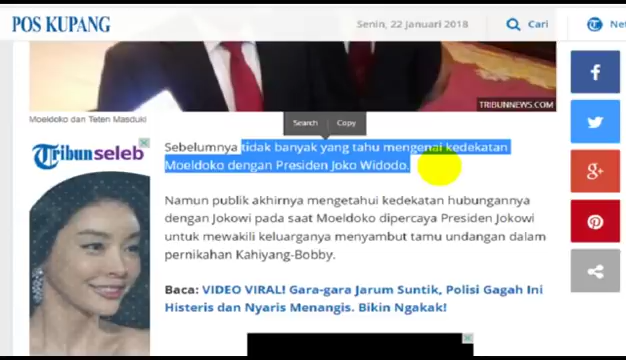 POS KUPANG
Senin, 22 Januari 2018
Cari
Net
TRIBUNNEWS.COM
Moeldoko dan Teten Masduki
Search Copy
Tribunseleb
Sebelumnya tidak banyak yang tahu mengenai kedekatan
Moeldoko dengan Presiden Joko Widodo.
Namun publik akhirnya mengetahui kedekatan hubungannya
dengan Jokowi pada saat Moeldoko dipercaya Presiden Jokowi
untuk mewakili keluarganya menyambut tamu undangan dalam
pernikahan Kahiyang-Bobby.
Baca: VIDEO VIRAL! Gara-gara Jarum Suntik, Polisi Gagah Ini
Histeris dan Nyaris Menangis. Bikin Ngakak!